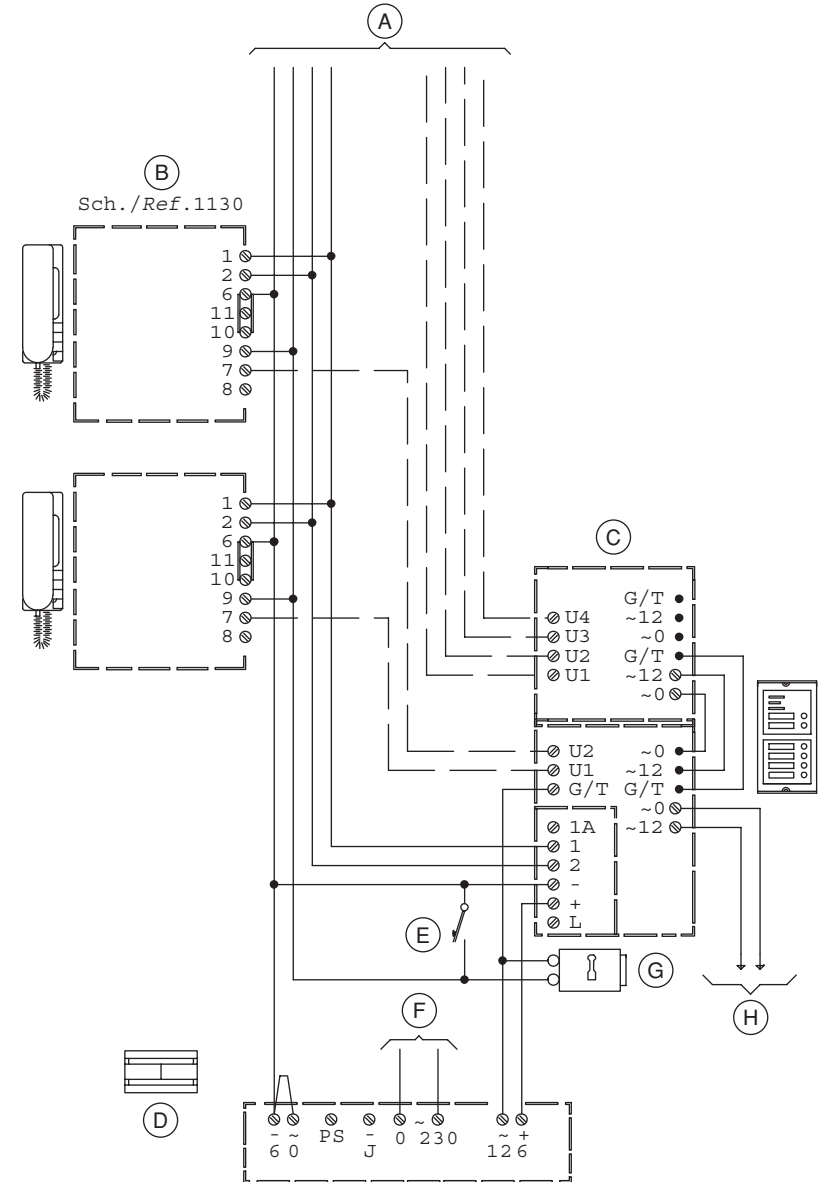 A
B
Sch./Ref.1130
1
2
6
11
10
9
7
8
1
2
6
11
10
9
7
8
C
G/T
U4 ~12
U3 ~0
U2 G/T
U1 ~12
~0
U2 ~0
U1 ~12
G/T G/T
~0
1A ~12
1
2
-
+
L
E
G
F
H
D
- ~ PS - 0 ~ 230 ~ +
6 0 J 12 6